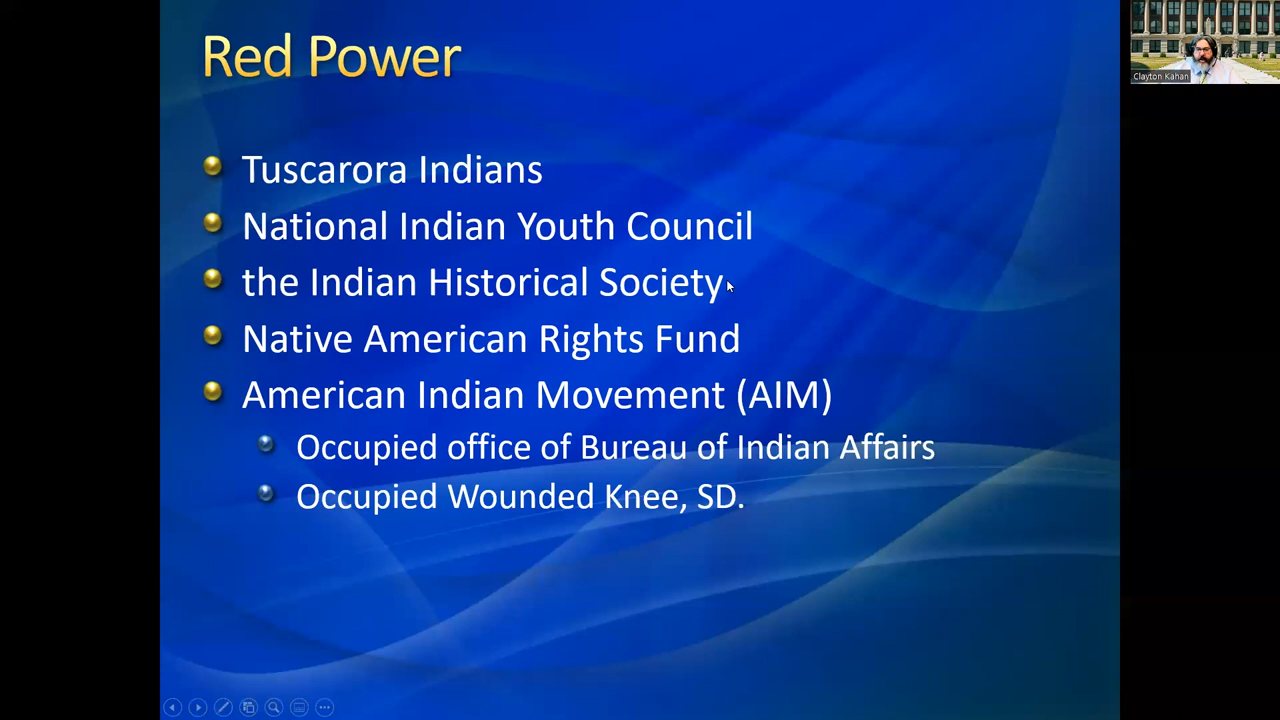 Red Power
Clayton Kahan
Tuscarora Indians
National Indian Youth Council
the Indian Historical Society
Native American Rights Fund
American Indian Movement (AIM)
Occupied office of Bureau of Indian Affairs
Occupied Wounded Knee, SD.